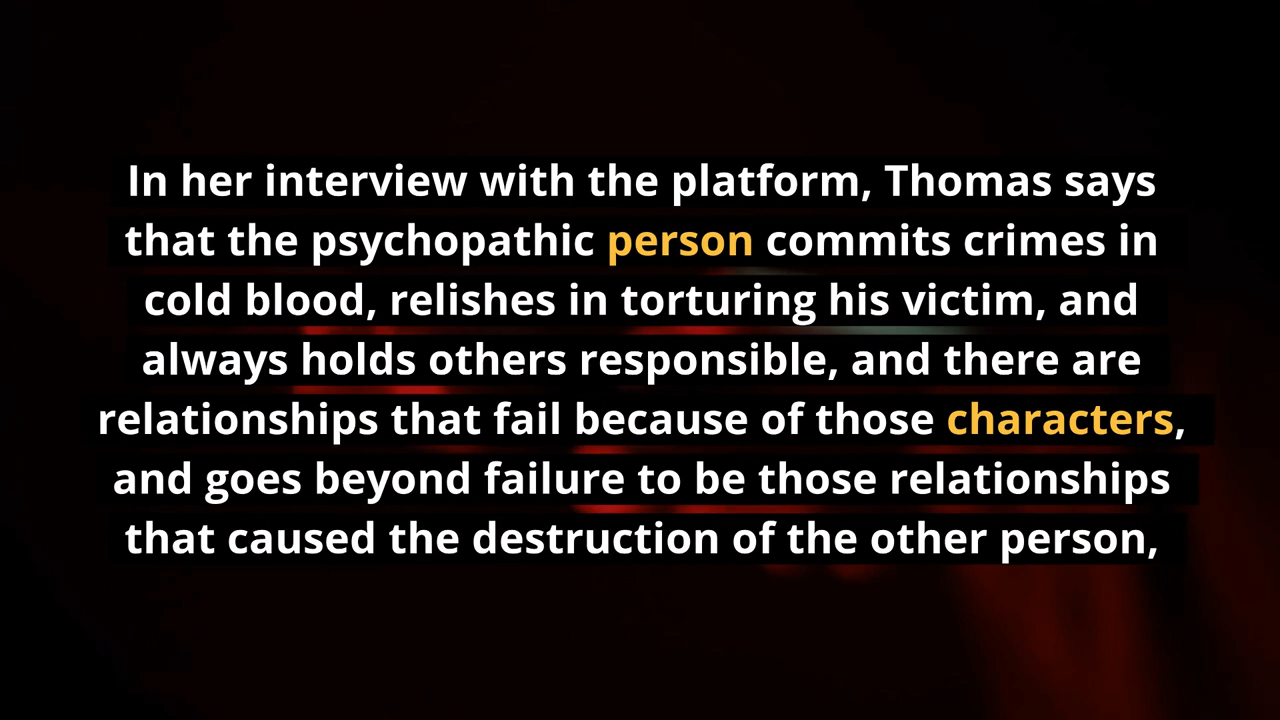 In her interview with the platform, Thomas says
that the psychopathic person commits crimes in
cold blood, relishes in torturing his victim, and
always holds others responsible, and there are
relationships that fail because of those characters,
and goes beyond failure to be those relationships
that caused the destruction of the other person,